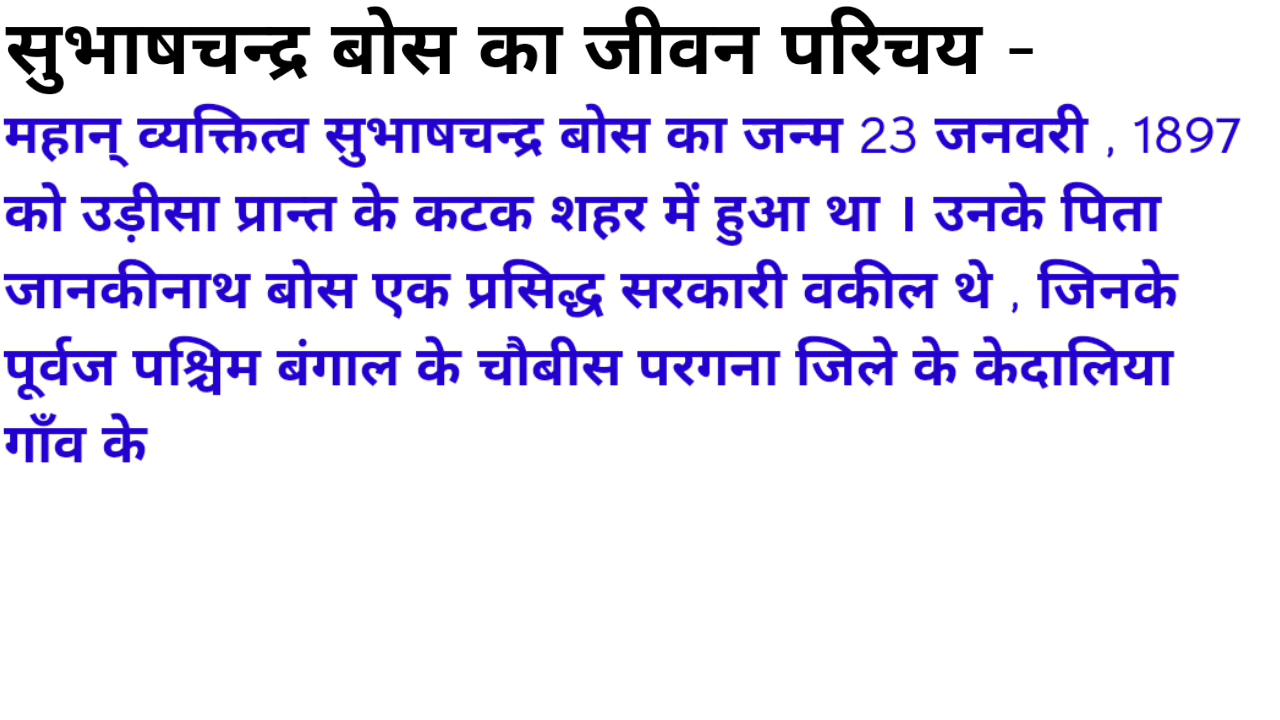 सुभाषचन्द्र बोस का जीवन परिचय -
महान् व्यक्तित्व सुभाषचन्द्र बोस का जन्म 23 जनवरी , 1897
को उड़ीसा प्रान्त के कटक शहर में हुआ था । उनके पिता
जानकीनाथ बोस एक प्रसिद्ध सरकारी वकील थे , जिनके
पूर्वज पश्चिम बंगाल के चौबीस परगना जिले के केदालिया
गाँव के